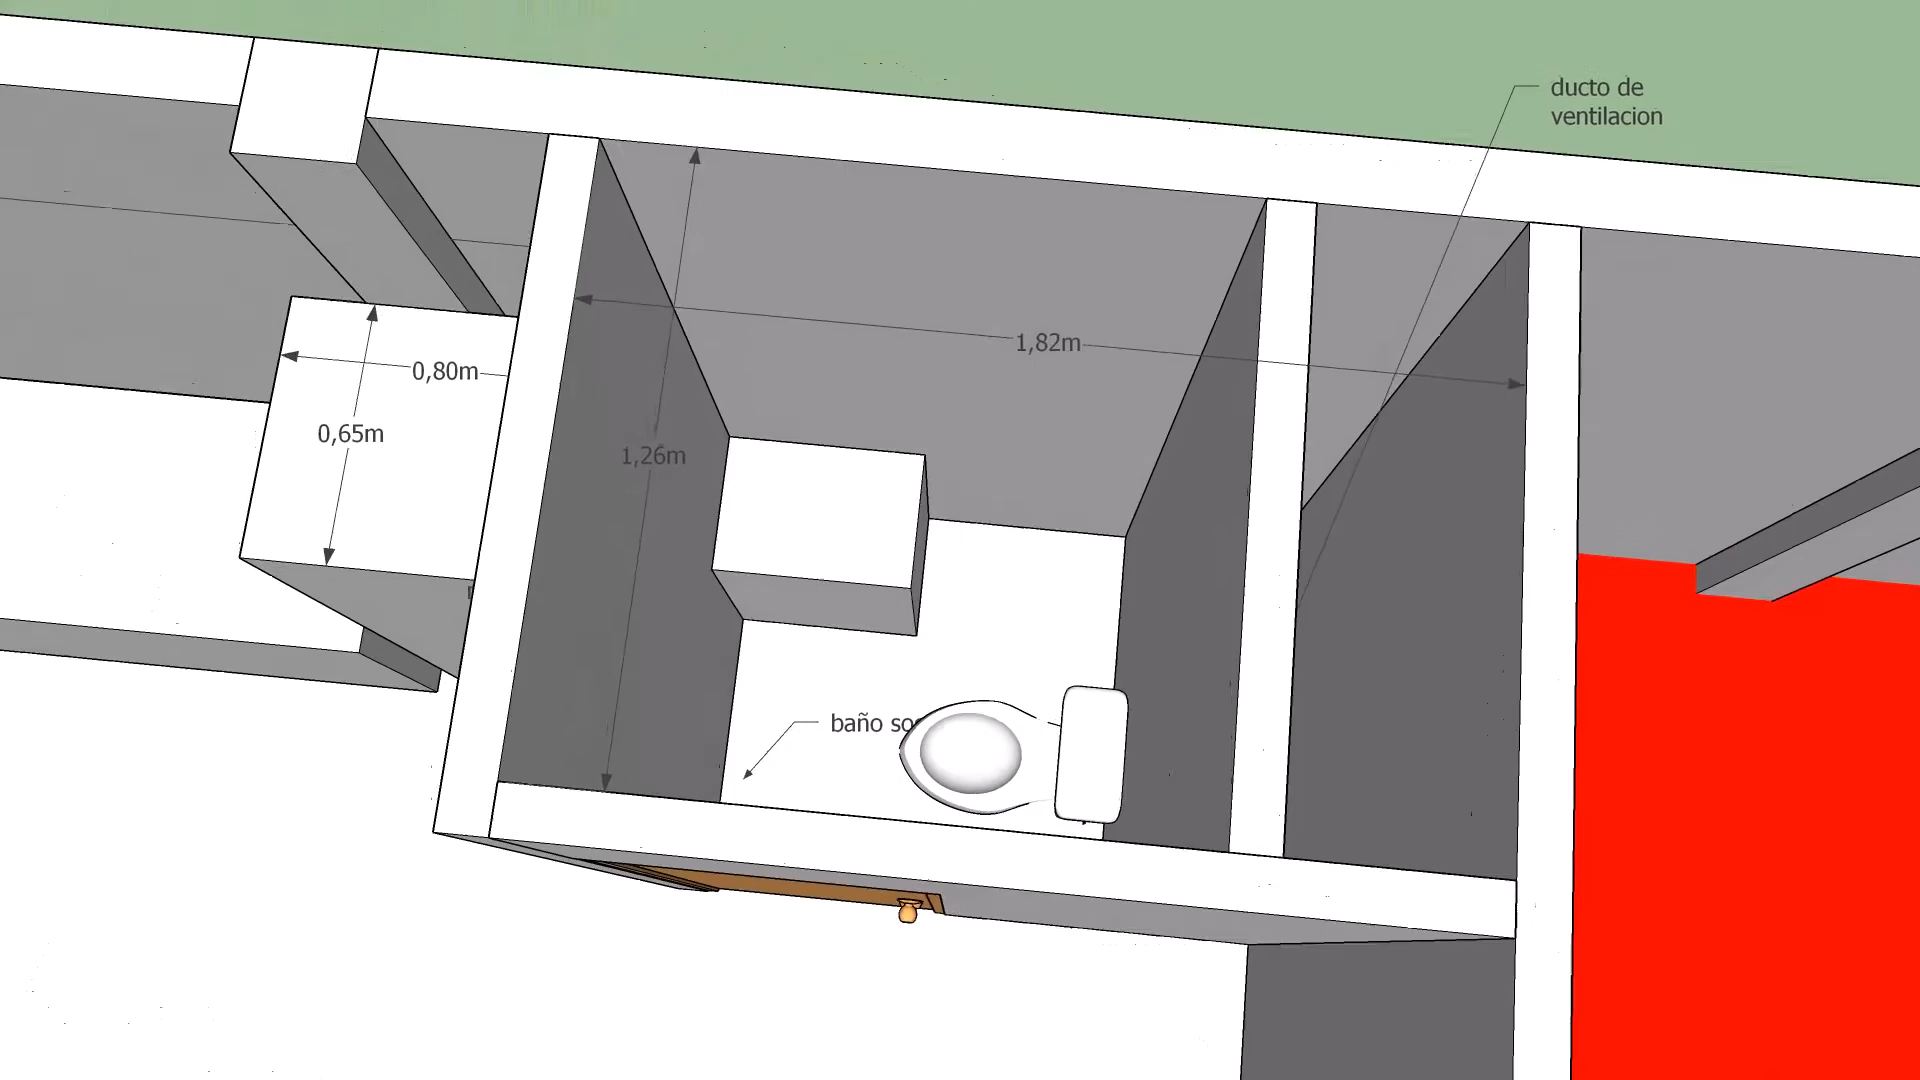 ducto de
ventilacion
1,82m
0,80m
0,65m
1,26m
baño